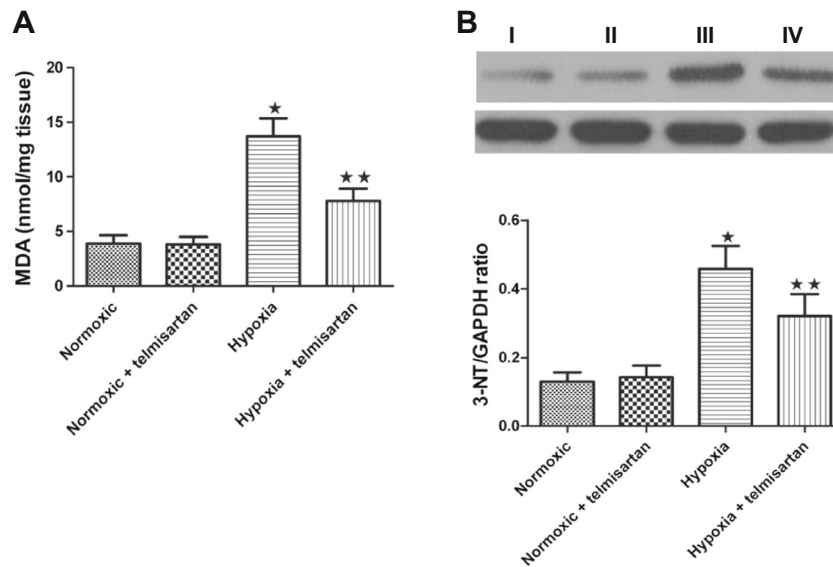 A
MDA (nmol/mg tissue)
20
15
10
5
0
★
★★
Normoxic
Normoxic + telmisartan
Hypoxia
Hypoxia + telmisartan
B
I II III IV
3-NT/GAPDH ratio
0.6
0.4
0.2
0.0
★
★★
Normoxic
Normoxic + telmisartan
Hypoxia
Hypoxia + telmisartan